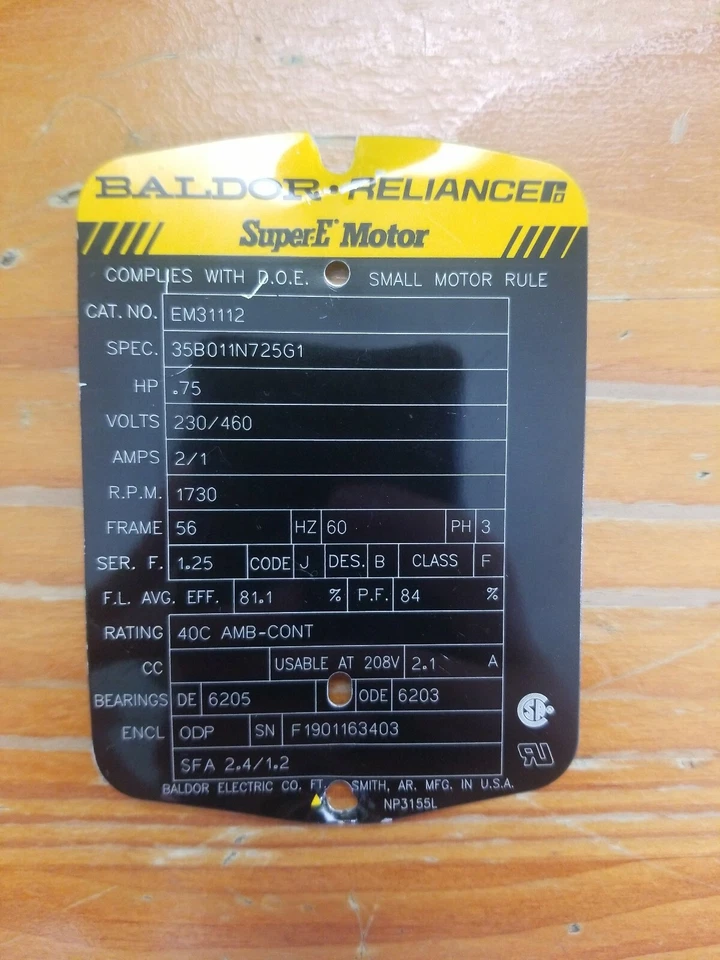 BALDOR · RELIANCE
Super-E Motor
COMPLIES WITH D.O.E. SMALL MOTOR RULE
CAT. NO. EM31112
SPEC. 35B011N725G1
HP .75
VOLTS 230/460
AMPS 2/1
R.P.M. 1730
FRAME 56 HZ 60 PH 3
SER. F. 1.25 CODE J DES. B CLASS F
F.L. AVG. EFF. 81.1 % P.F. 84 %
RATING 40C AMB-CONT
CC USABLE AT 208V 2.1 A
BEARINGS DE 6205 ODE 6203
ENCL ODP SN F1901163403
SFA 2.4/1.2
BALDOR ELECTRIC CO. FT. SMITH, AR. MFG. IN U.S.A.
NP3155L